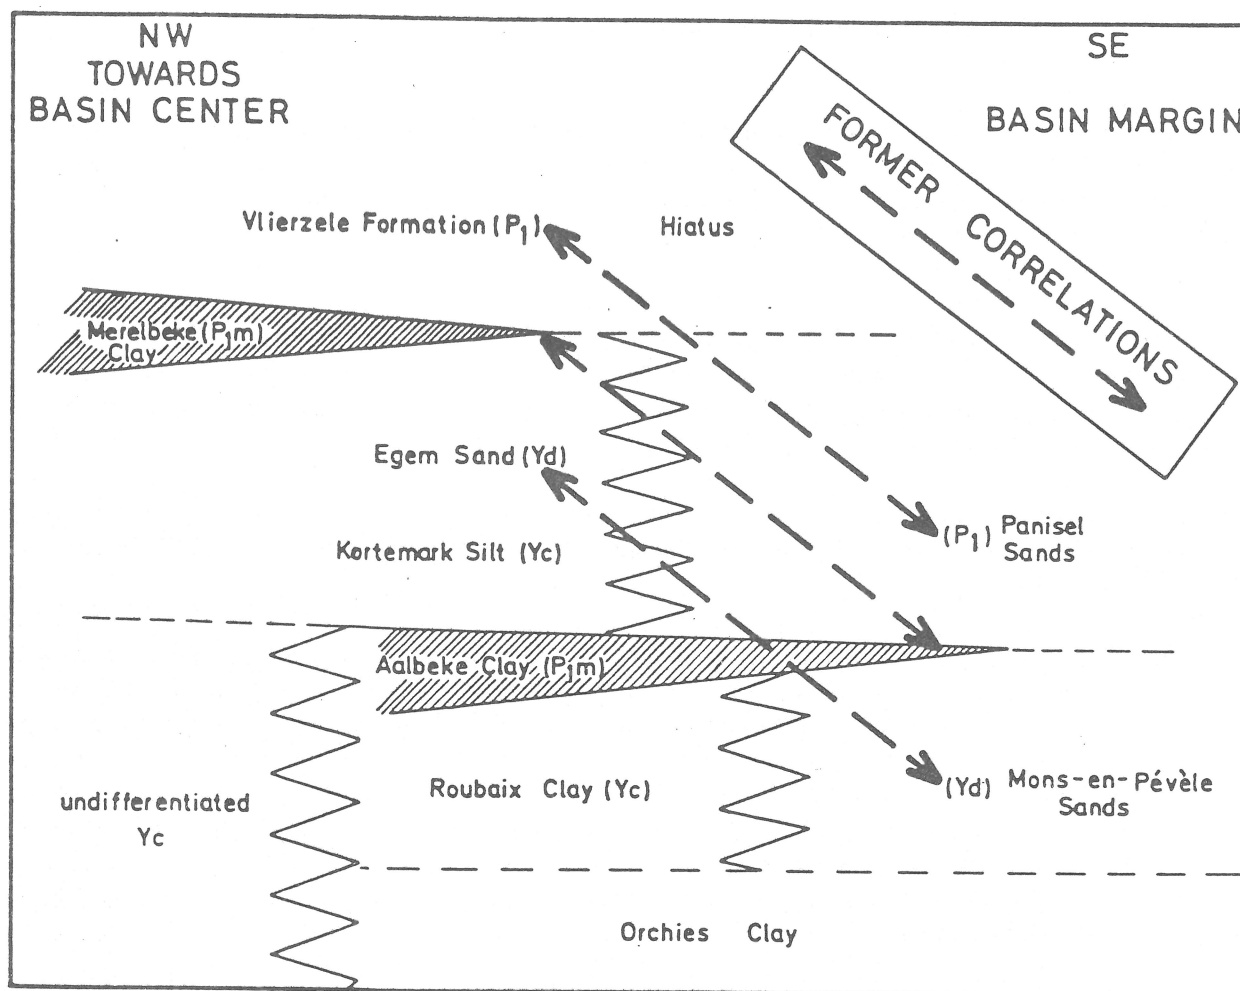 NW
TOWARDS
BASIN CENTER
SE
BASIN MARGIN
FORMER CORRELATIONS
Vlierzele Formation (P1)
Hiatus
Merelbeke (P1m)
Clay
Egem Sand (Yd)
(P1) Panisel
Sands
Kortemark Silt (Yc)
Aalbeke Clay (P1m)
undifferentiated
Yc
Roubaix Clay (Yc)
(Yd) Mons-en-Pévèle
Sands
Orchies Clay